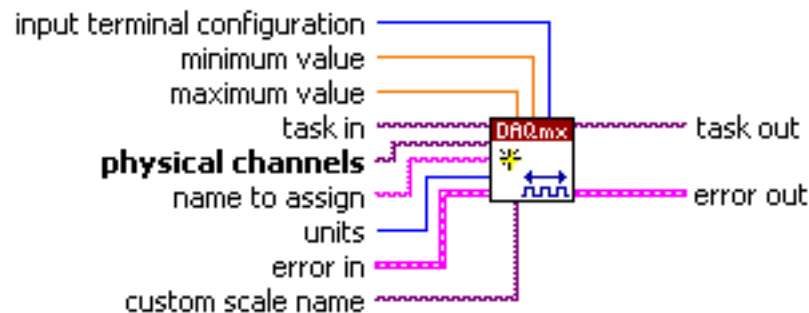 input terminal configuration
minimum value
maximum value
task in
physical channels
name to assign
units
error in
custom scale name
DAQmx
task out
error out